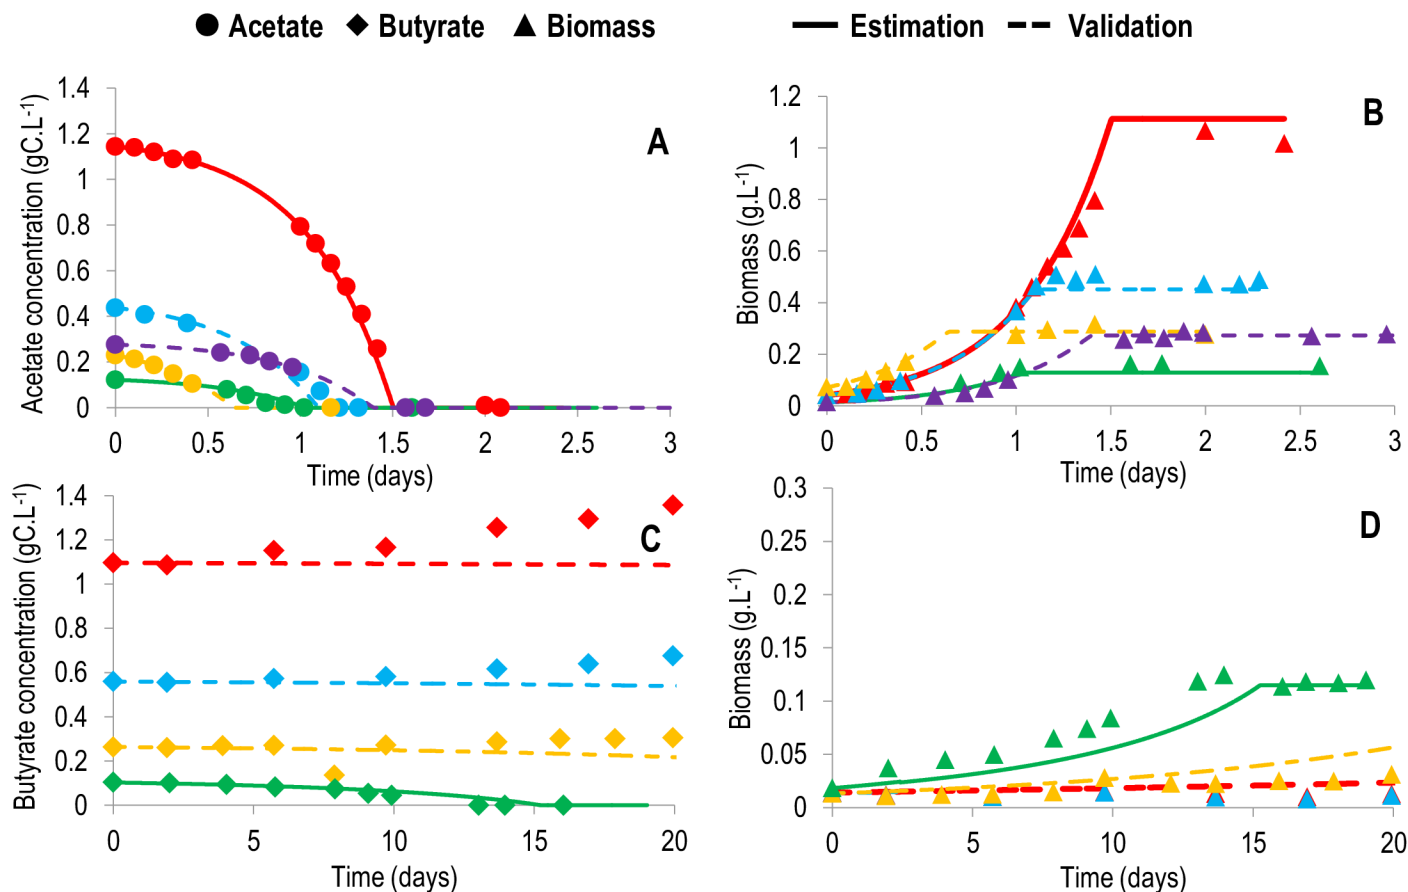 Acetate Butyrate Biomass Estimation Validation
A
Acetate concentration (gC.L-1)
1.4
1.2
1
0.8
0.6
0.4
0.2
0
0 0.5 1 1.5 2 2.5 3
Time (days)
B
Biomass (g.L-1)
1.2
1
0.8
0.6
0.4
0.2
0
0 0.5 1 1.5 2 2.5 3
Time (days)
C
Butyrate concentration (gC.L-1)
1.4
1.2
1
0.8
0.6
0.4
0.2
0
0 5 10 15 20
Time (days)
D
Biomass (g.L-1)
0.3
0.25
0.2
0.15
0.1
0.05
0
0 5 10 15 20
Time (days)